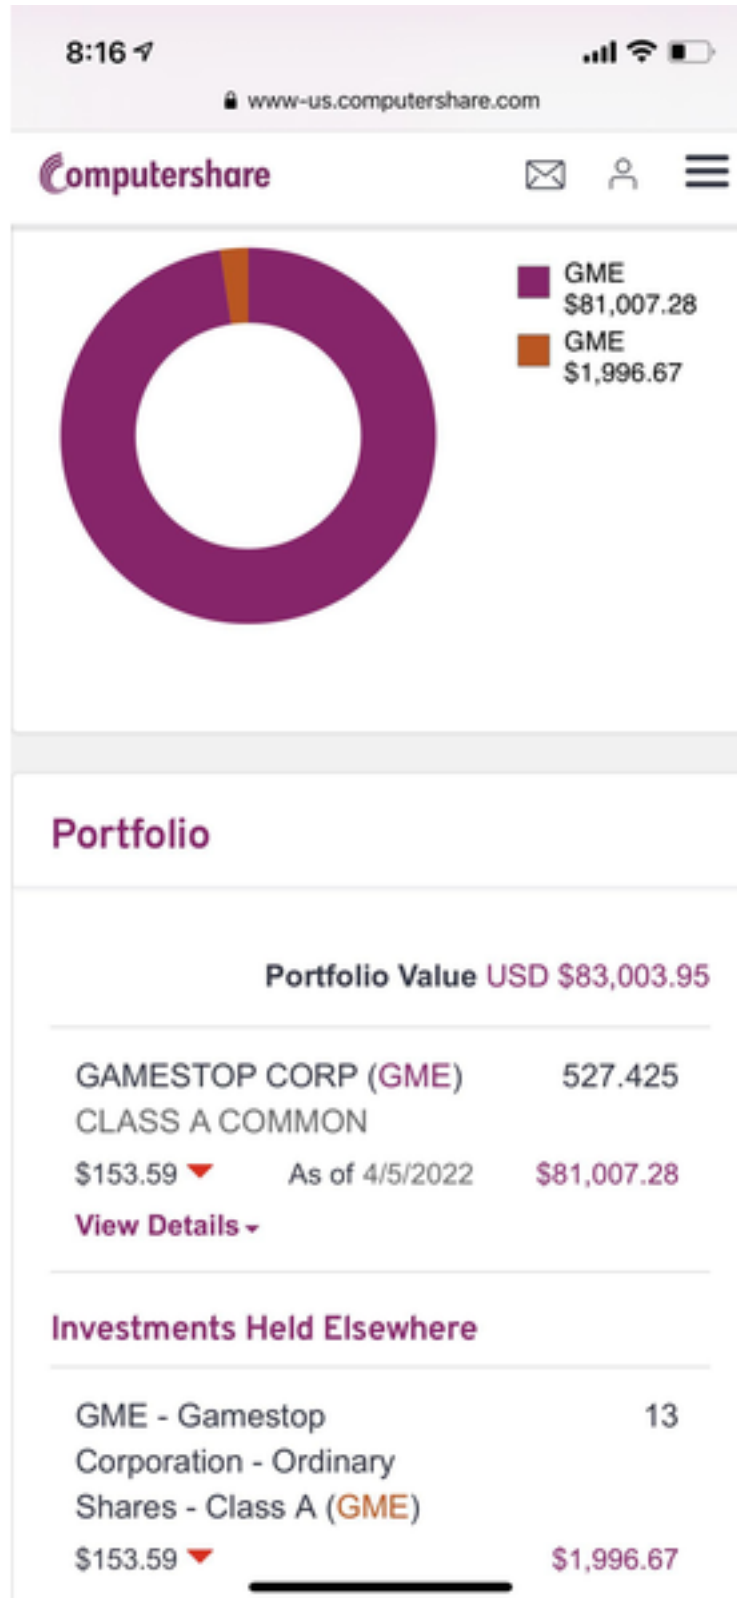 8:16
www-us.computershare.com
Computershare
GME
$81,007.28
GME
$1,996.67
Portfolio
Portfolio Value USD $83,003.95
GAMESTOP CORP (GME) 527.425
CLASS A COMMON
$153.59 As of 4/5/2022 $81,007.28
View Details
Investments Held Elsewhere
GME - Gamestop 13
Corporation - Ordinary
Shares - Class A (GME)
$153.59 $1,996.67